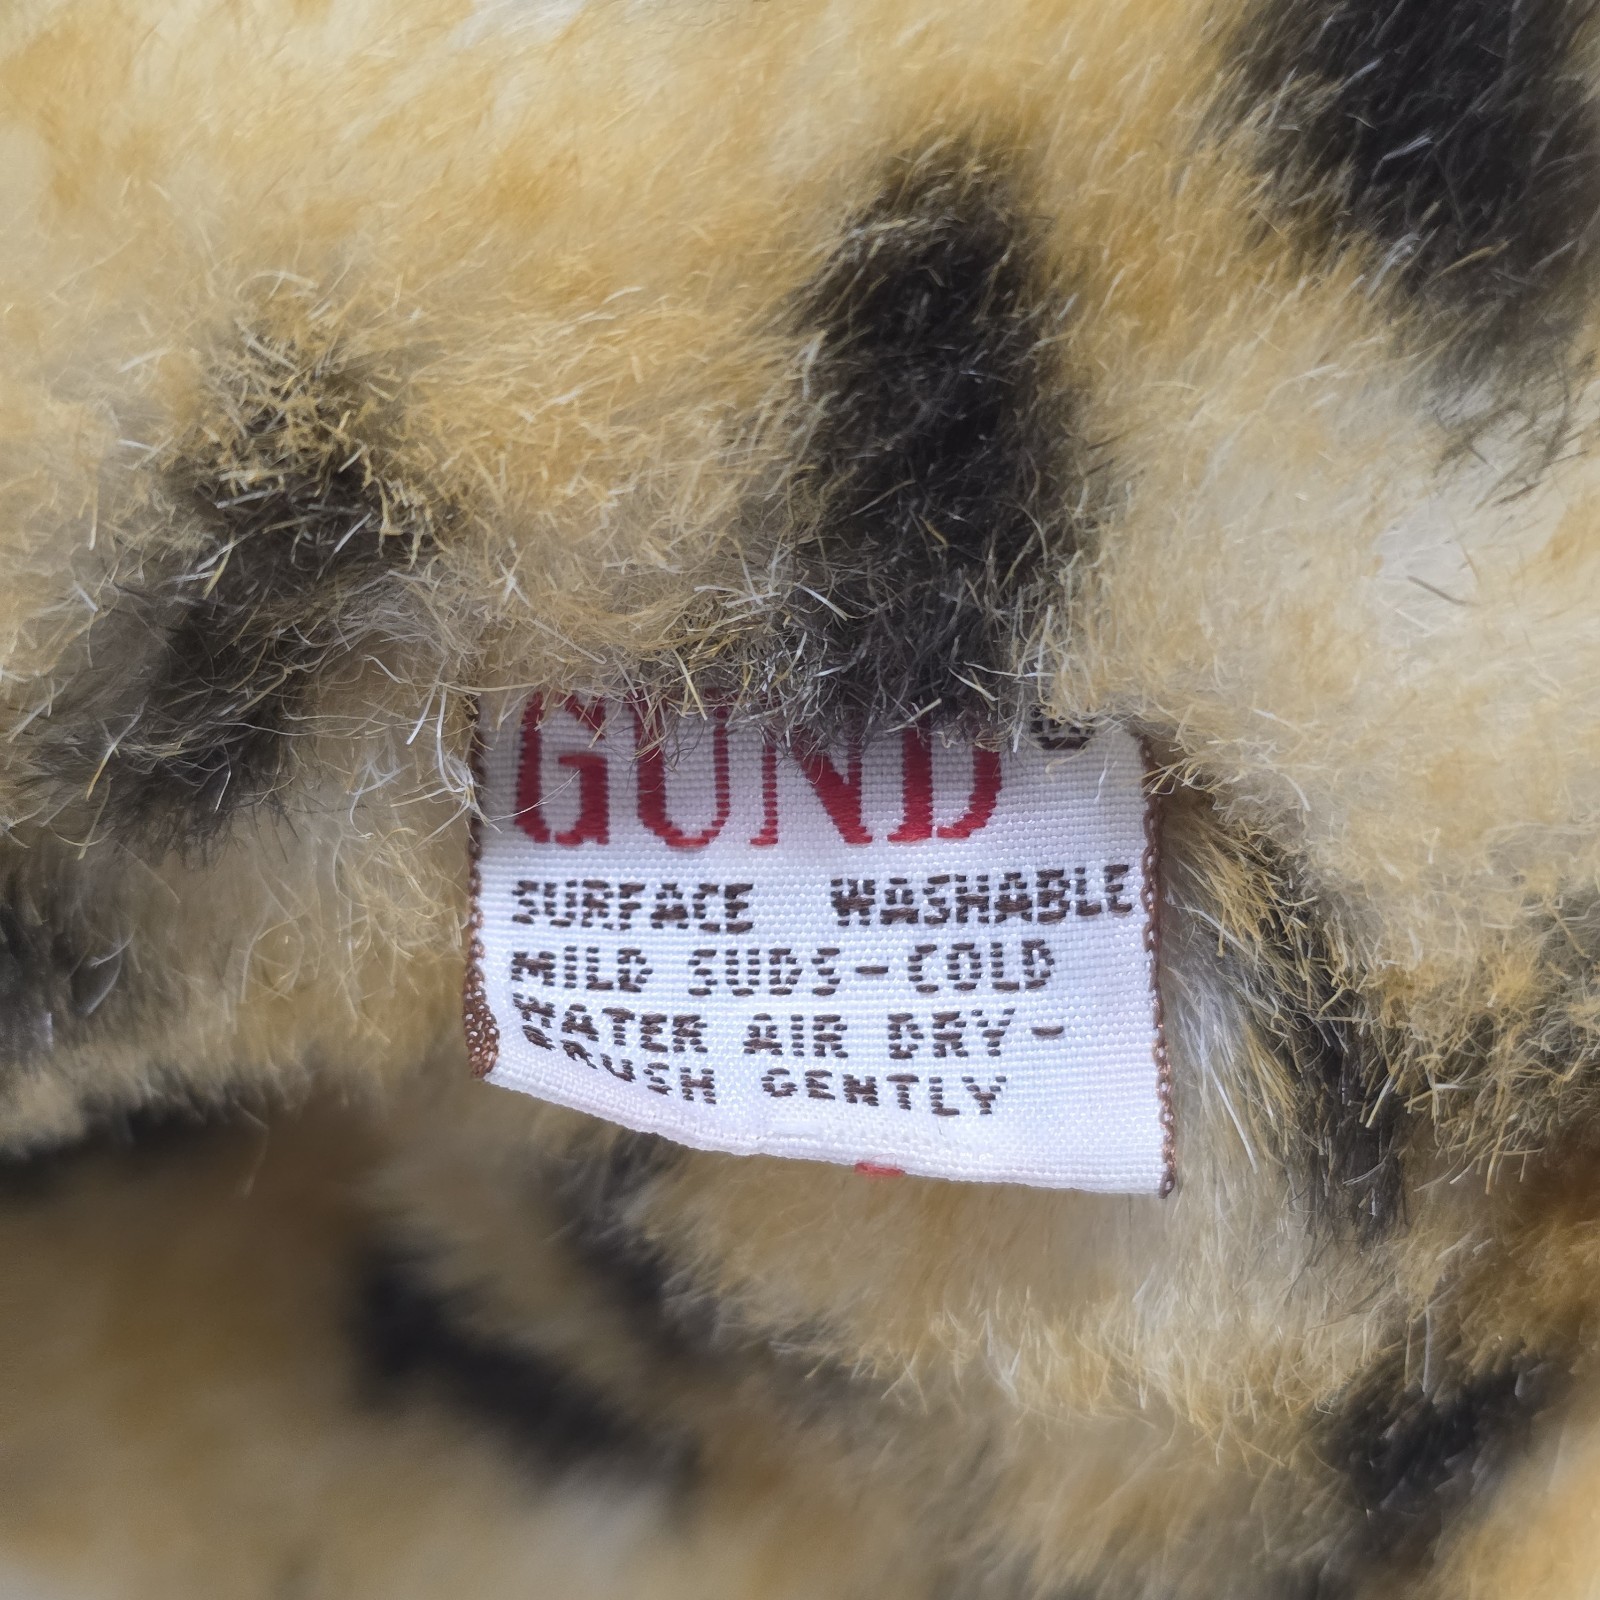 GUND®
SURFACE WASHABLE
MILD SUDS-COLD
WATER AIR DRY-
BRUSH GENTLY